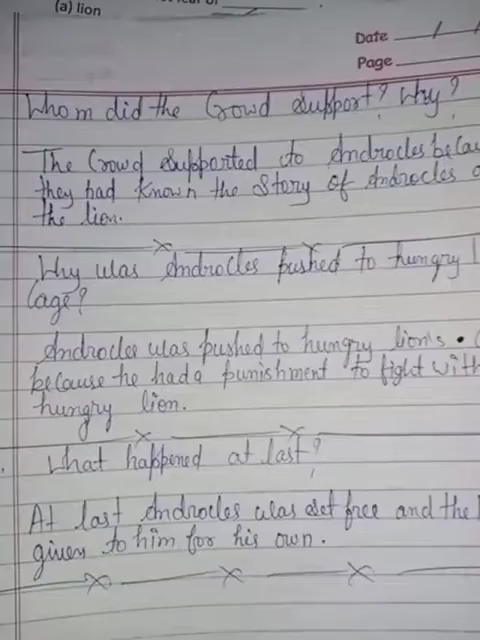 (a) lion
Date
Page
Whom did the Crowd Support? Why?
The Crowd Supported to Androcles
they had Known the Story of Androcles
the lion.
Why was Androcles pushed to hungry
Cage?
Androcles was pushed to hungry lion's
because he had a punishment to fight with
hungry lion.
What happened at last?
At last Androcles was set free and the
given to him for his own.